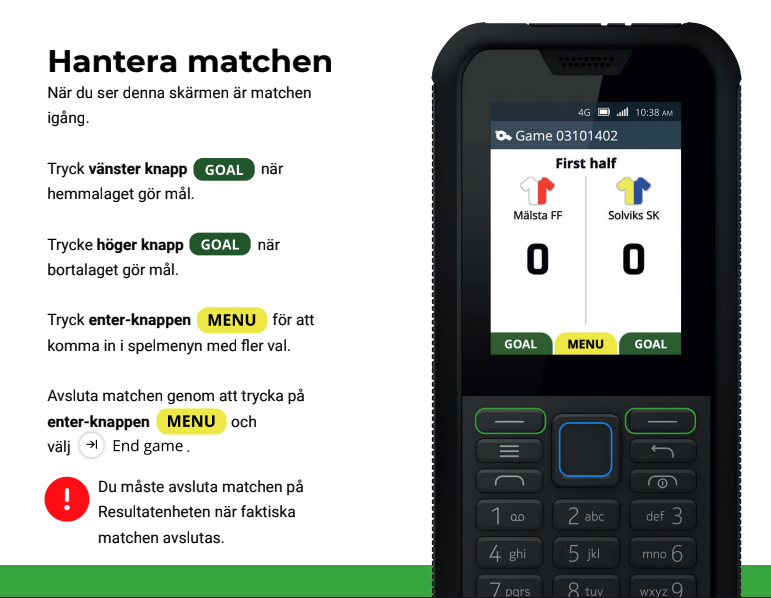 Hantera matchen
När du ser denna skärmen är matchen
igång.
Tryck vänster knapp GOAL när
hemmalaget gör mål.
Trycke höger knapp GOAL när
bortalaget gör mål.
Tryck enter-knappen MENU för att
komma in i spelmenyn med fler val.
Avsluta matchen genom att trycka på
enter-knappen MENU och
välj End game .
! Du måste avsluta matchen på
Resultatenheten när faktiska
matchen avslutas.
4G 10:38 AM
Game 03101402
First half
Mälsta FF Solviks SK
0 0
GOAL MENU GOAL
1 2 abc def 3
4 ghi 5 jkl mno 6
7 pqrs 8 tuv wxyz 9